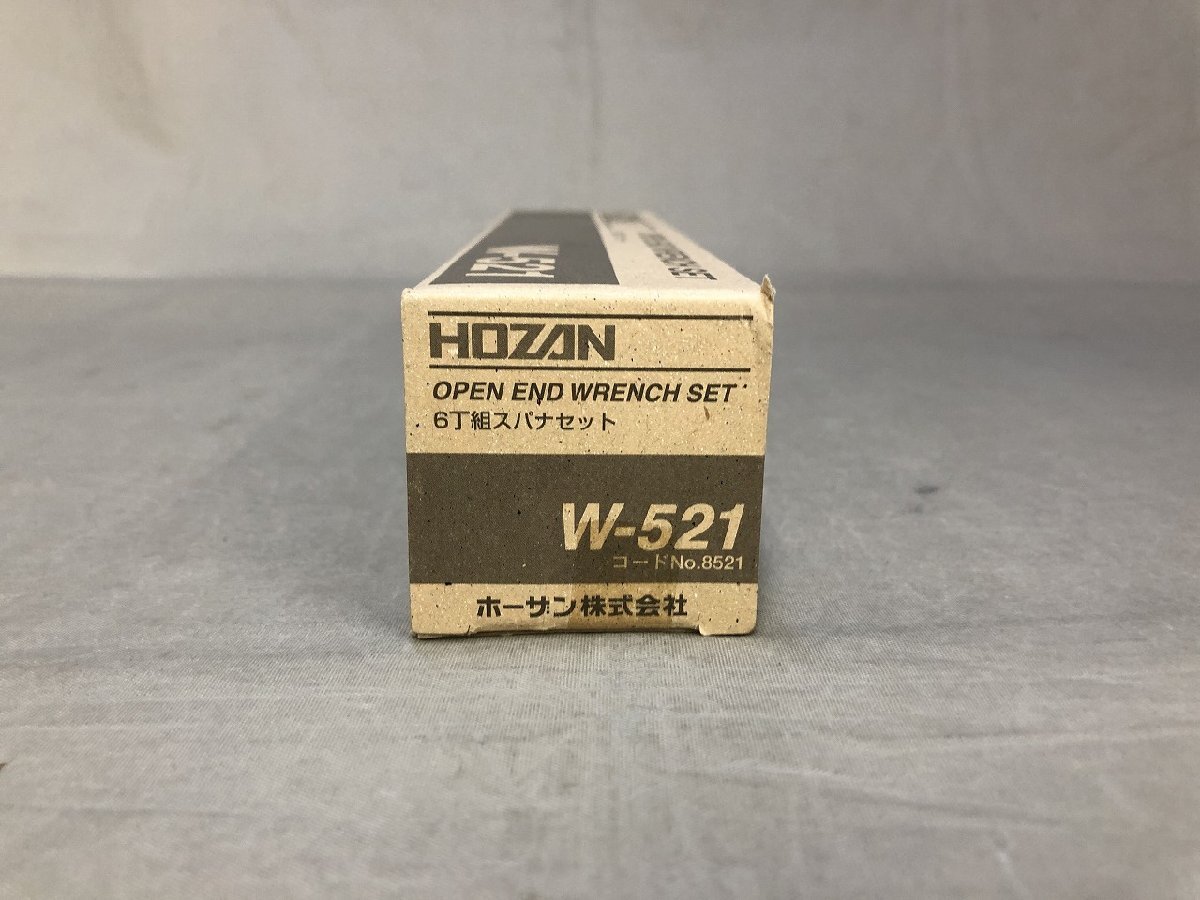 W-521
HOZAN
OPEN END WRENCH SET
6丁組スパナセット
W-521
コードNo.8521
ホーザン株式会社